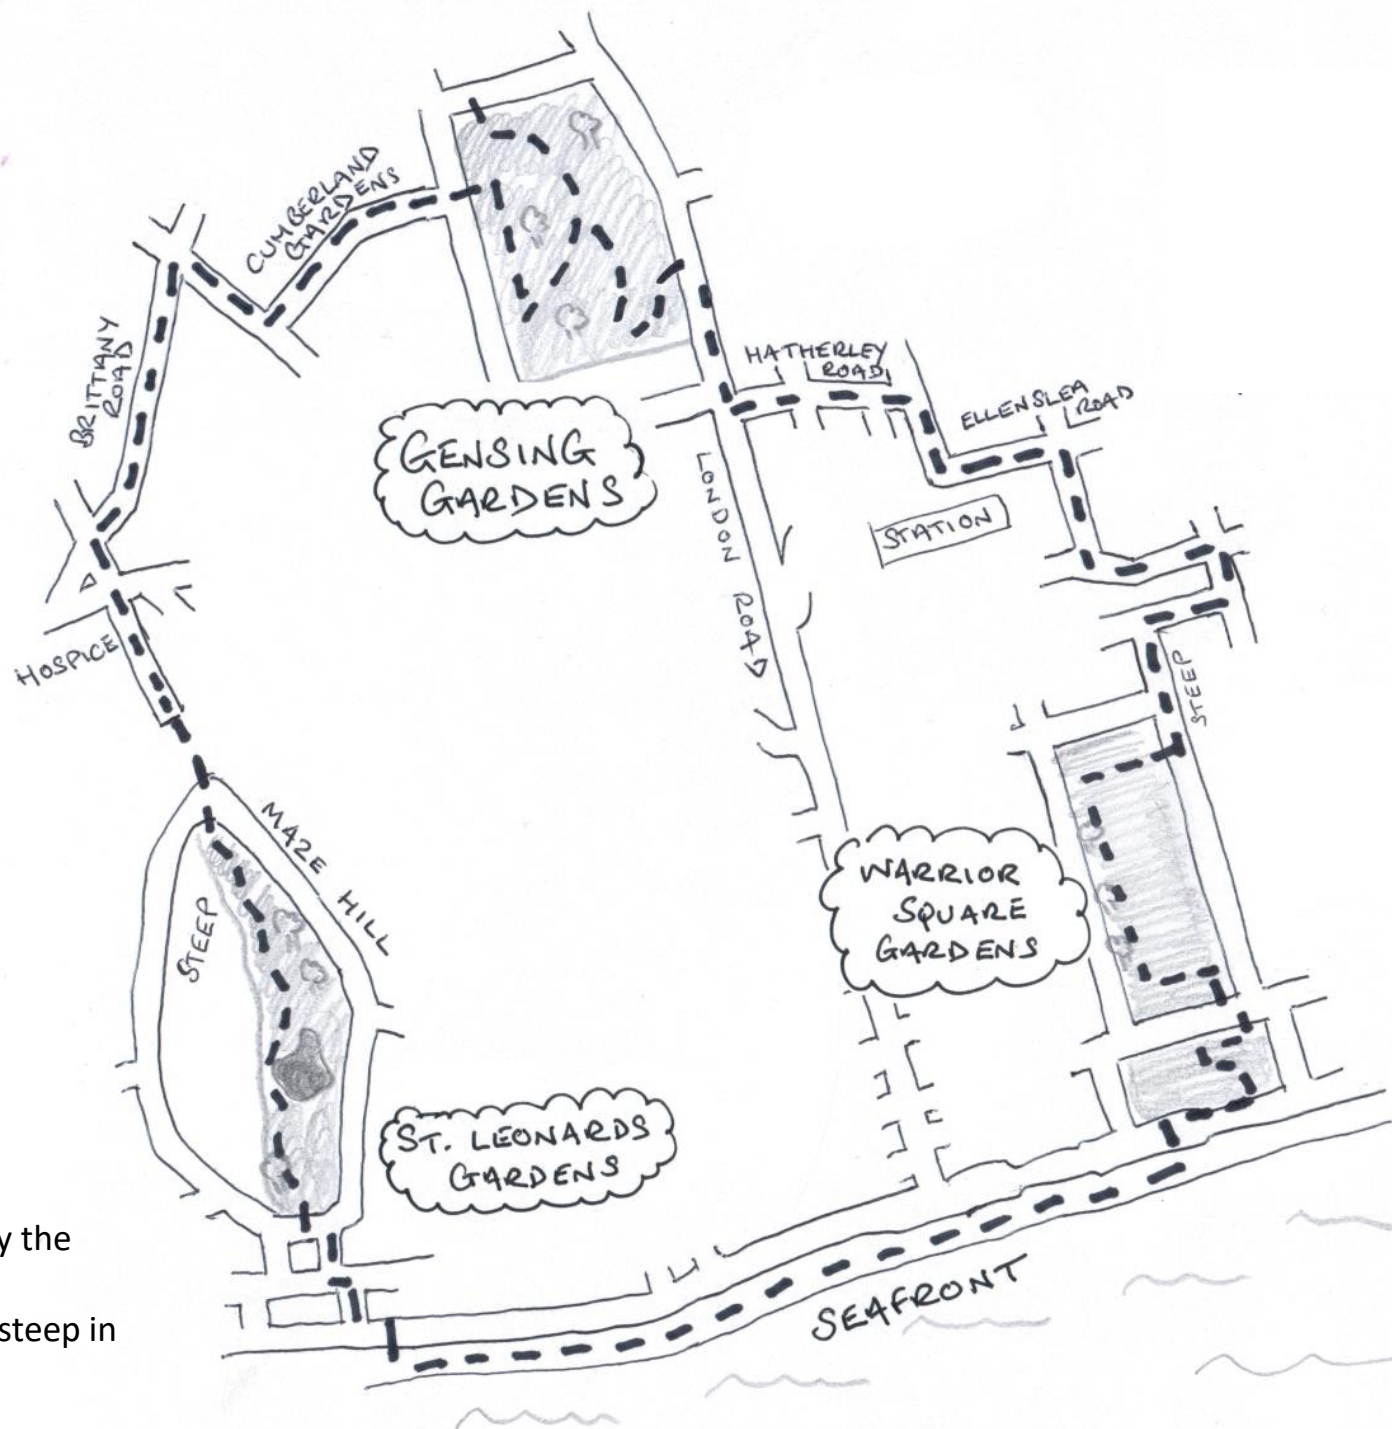 CUMBERLAND
GARDENS
BRITTANY
ROAD
HATHERLEY
ROAD
ELLENSLEA
ROAD
GENSING
GARDENS
LONDON ROAD
STATION
HOSPICE
STEEP
MAZE HILL
STEEP
WARRIOR
SQUARE
GARDENS
ST. LEONARDS
GARDENS
y the
steep in
SEAFRONT